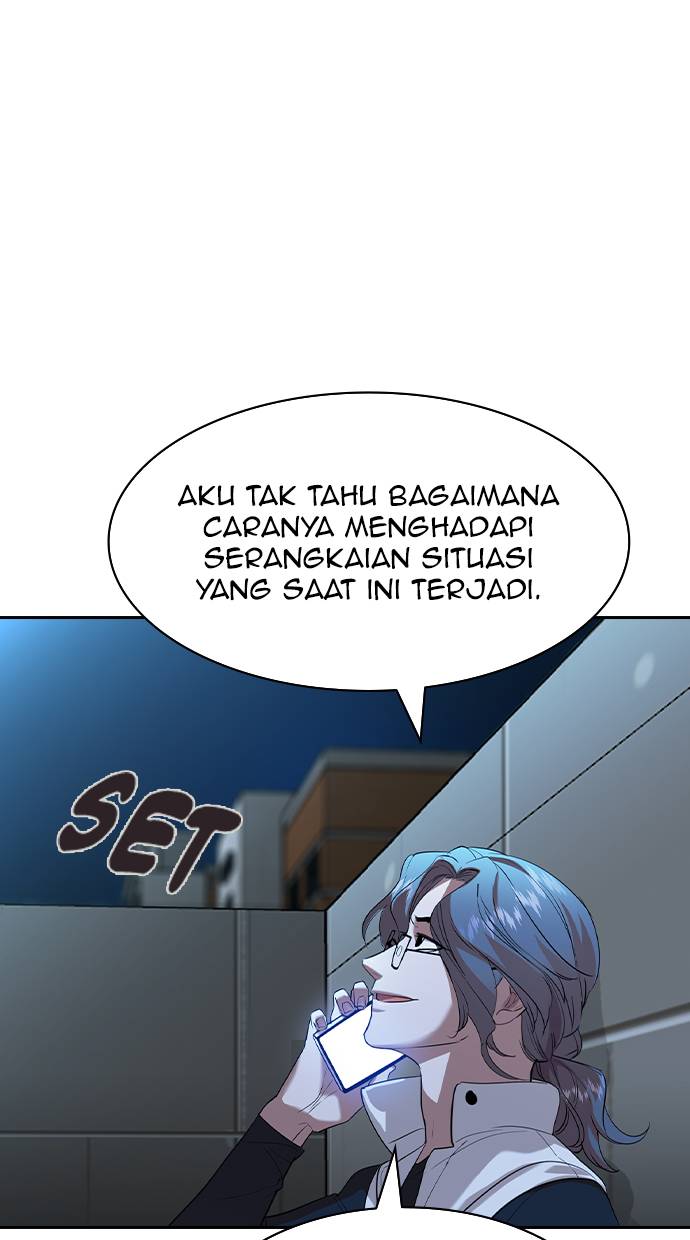 AKU TAK TAHU BAGAIMANA
CARANYA MENGHADAPI
SERANGKAIAN SITUASI
YANG SAAT INI TERJADI.
SET